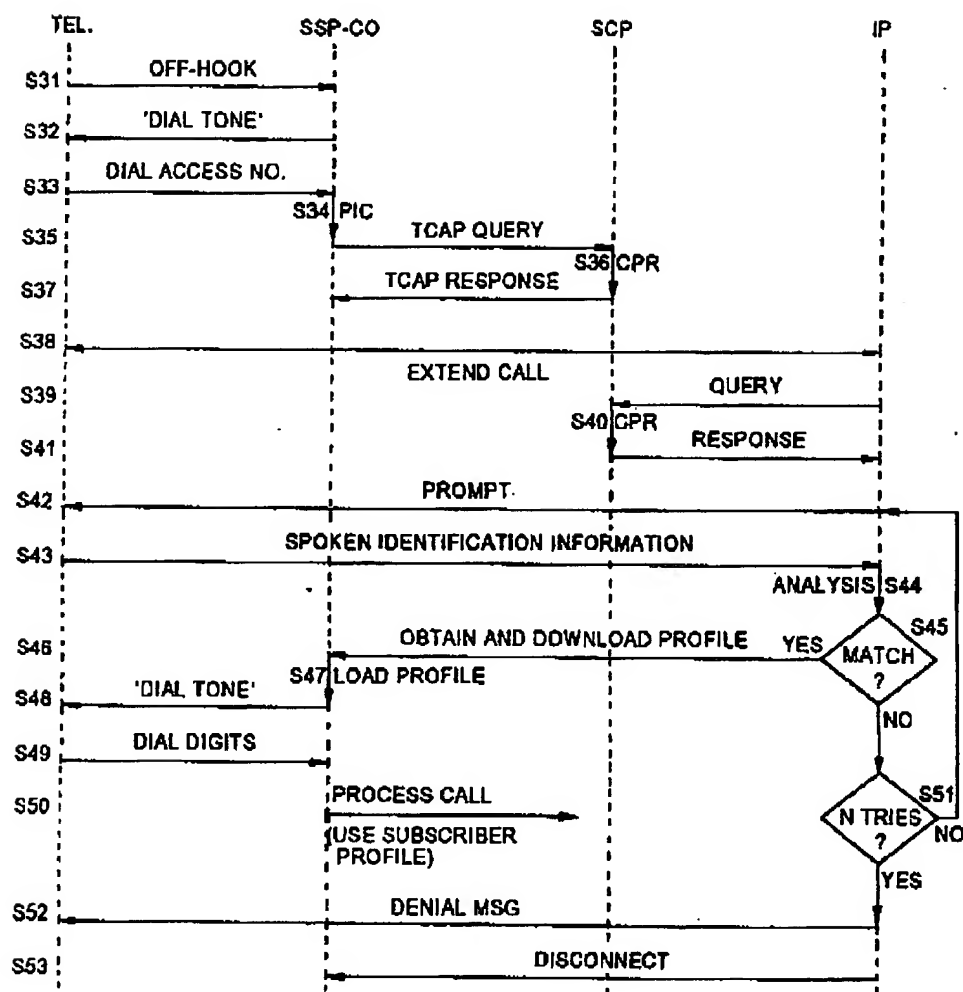 TEL. SSP-CO SCP IP
S31 OFF-HOOK
S32 'DIAL TONE'
S33 DIAL ACCESS NO.
S34 PIC
S35 TCAP QUERY
S36 CPR
S37 TCAP RESPONSE
S38
EXTEND CALL
S39 QUERY
S40 CPR
S41 RESPONSE
S42 PROMPT
S43 SPOKEN IDENTIFICATION INFORMATION
ANALYSIS S44
S46 OBTAIN AND DOWNLOAD PROFILE YES S45
MATCH
?
S47 LOAD PROFILE
S48 'DIAL TONE'
NO
S49 DIAL DIGITS
S50 PROCESS CALL
(USE SUBSCRIBER
PROFILE)
S51
N TRIES
?
NO
YES
S52 DENIAL MSG
S53 DISCONNECT